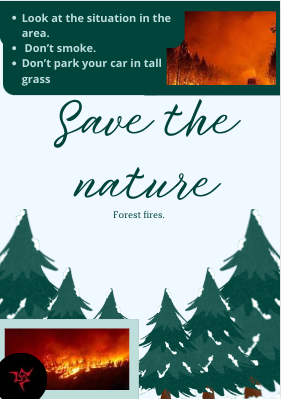 • Look at the situation in the
area.
• Don't smoke.
• Don't park your car in tall
grass
Save the
nature
Forest fires.